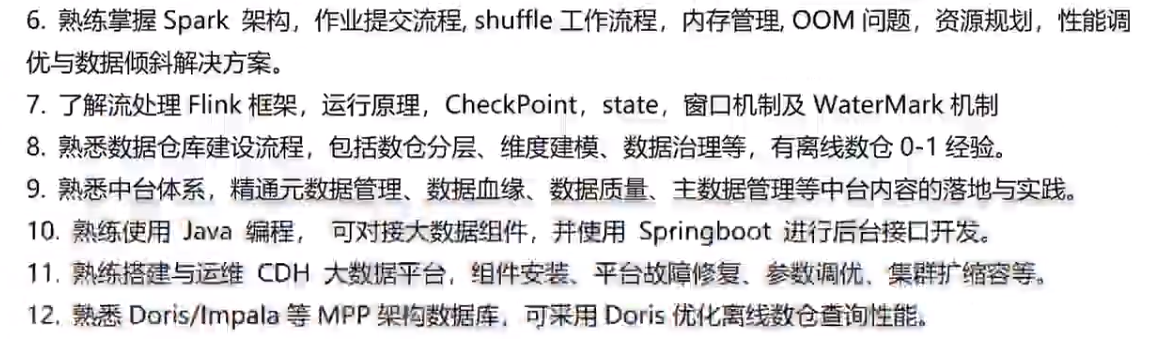 6. 熟练掌握 Spark 架构，作业提交流程, shuffle 工作流程，内存管理, OOM 问题，资源规划，性能调
优与数据倾斜解决方案。
7. 了解流处理 Flink 框架，运行原理，CheckPoint，state，窗口机制及 WaterMark 机制
8. 熟悉数据仓库建设流程，包括数仓分层、维度建模、数据治理等，有离线数仓 0-1 经验。
9. 熟悉中台体系，精通元数据管理、数据血缘、数据质量、主数据管理等中台内容的落地与实践。
10. 熟练使用 Java 编程， 可对接大数据组件，并使用 Springboot 进行后台接口开发。
11. 熟练搭建与运维 CDH 大数据平台，组件安装、平台故障修复、参数调优、集群扩缩容等。
12. 熟悉 Doris/Impala 等 MPP 架构数据库，可采用 Doris 优化离线数仓查询性能。